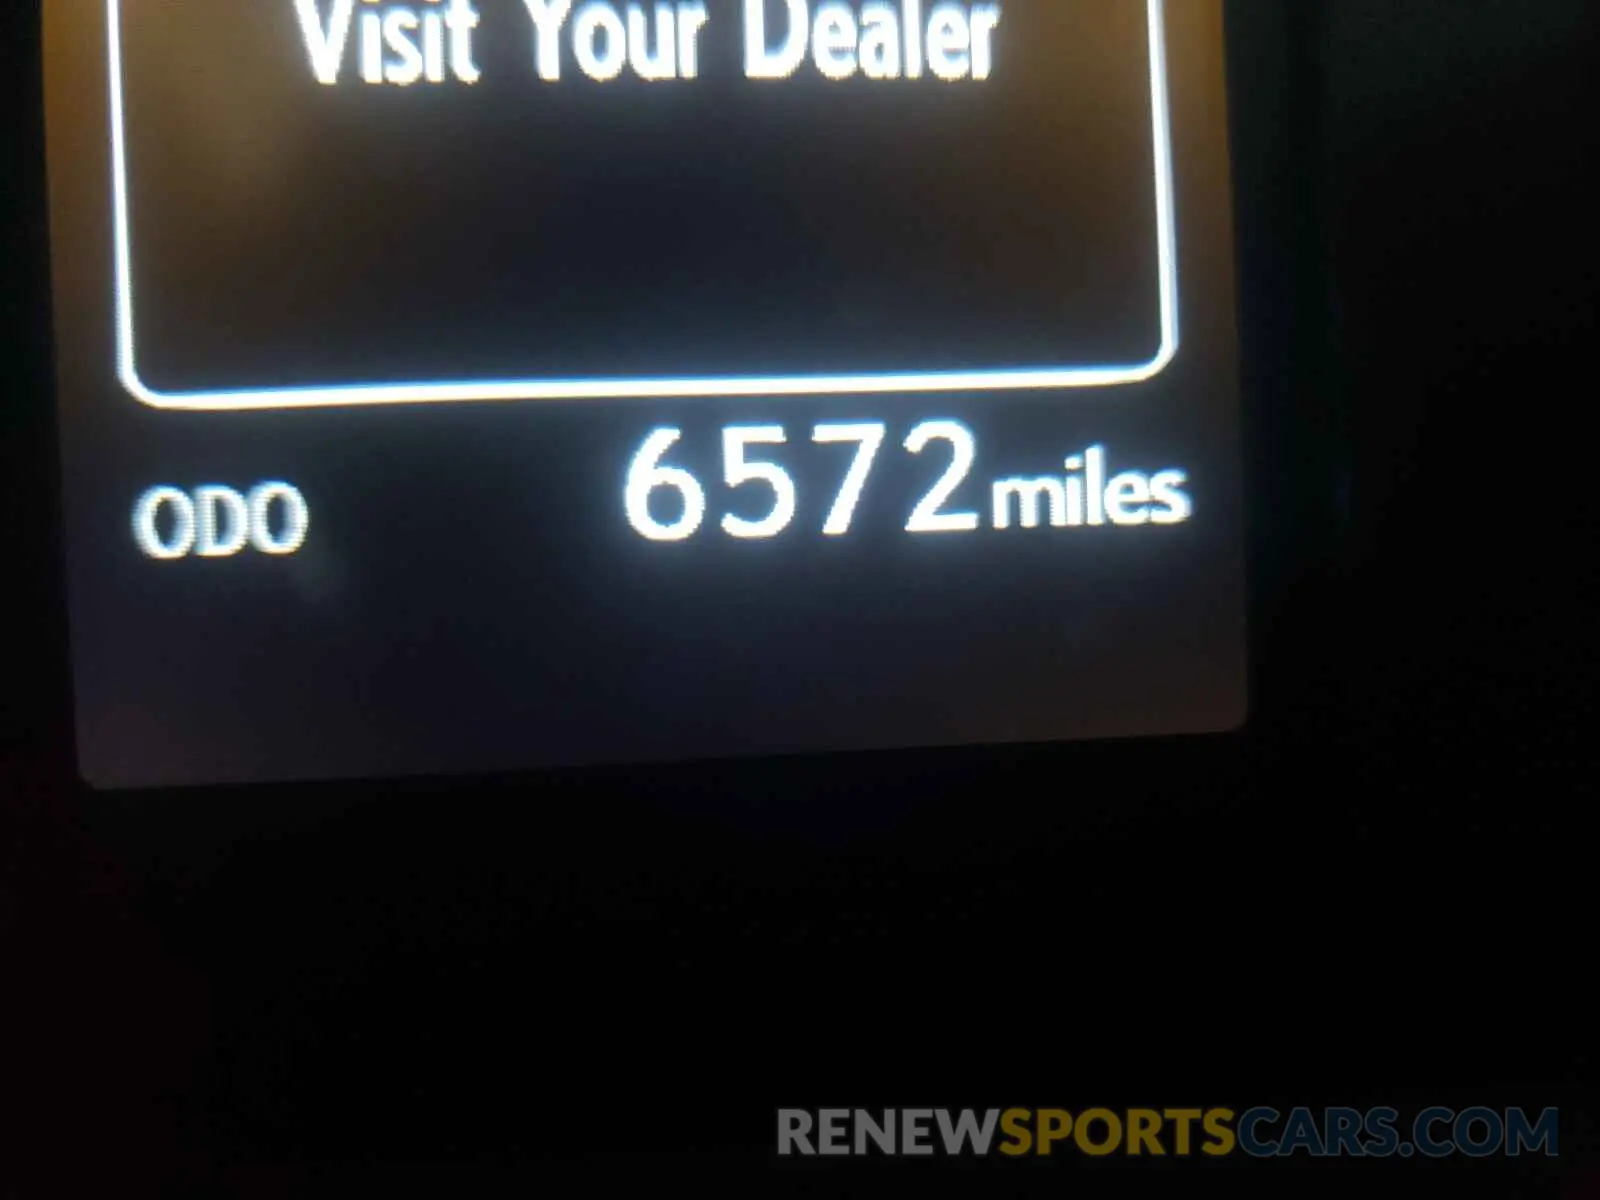 Visit Your Dealer
ODO 6572 miles
RENEWSPORTSCARS.COM